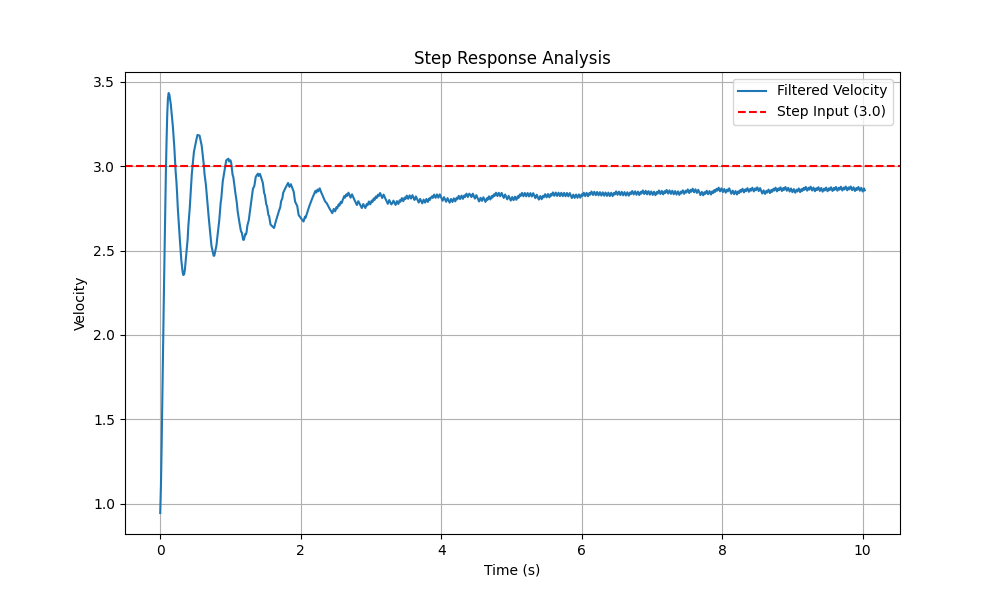 Step Response Analysis
Filtered Velocity
Step Input (3.0)
Velocity
3.5
3.0
2.5
2.0
1.5
1.0
0 2 4 6 8 10
Time (s)